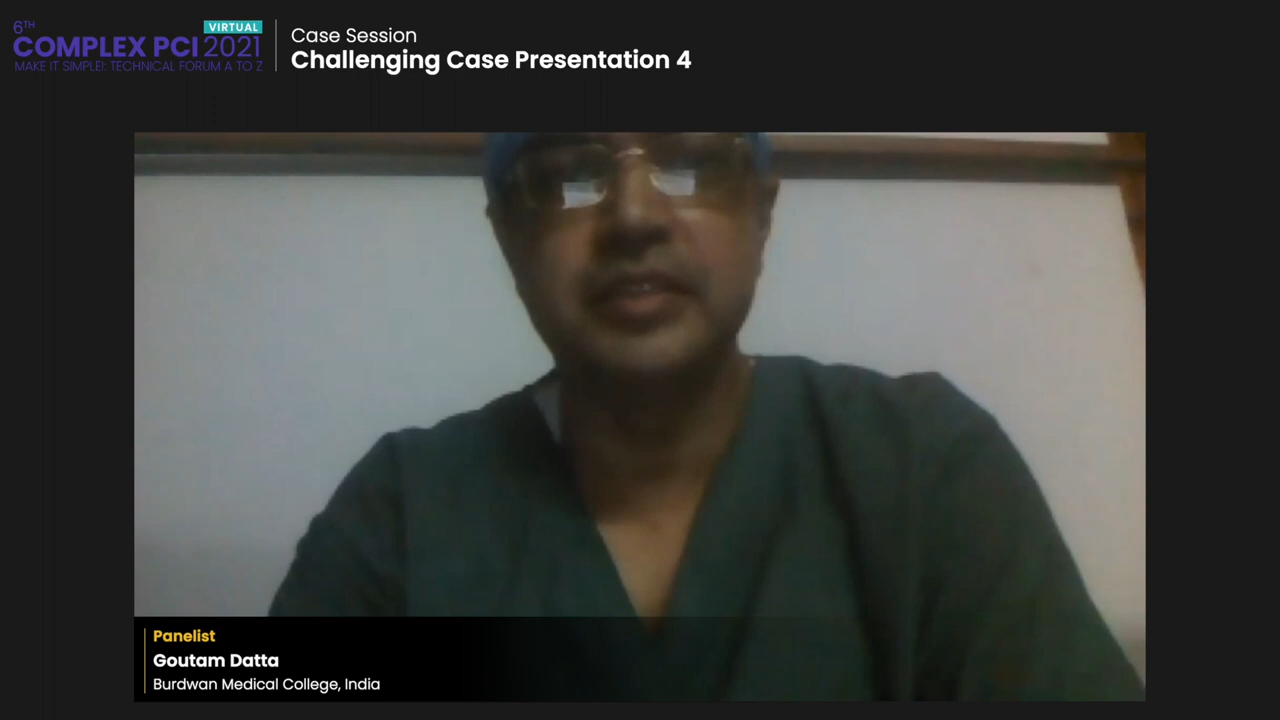 6TH
VIRTUAL
COMPLEX PCI 2021
MAKE IT SIMPLE!: TECHNICAL FORUM A TO Z
Case Session
Challenging Case Presentation 4
Panelist
Goutam Datta
Burdwan Medical College, India